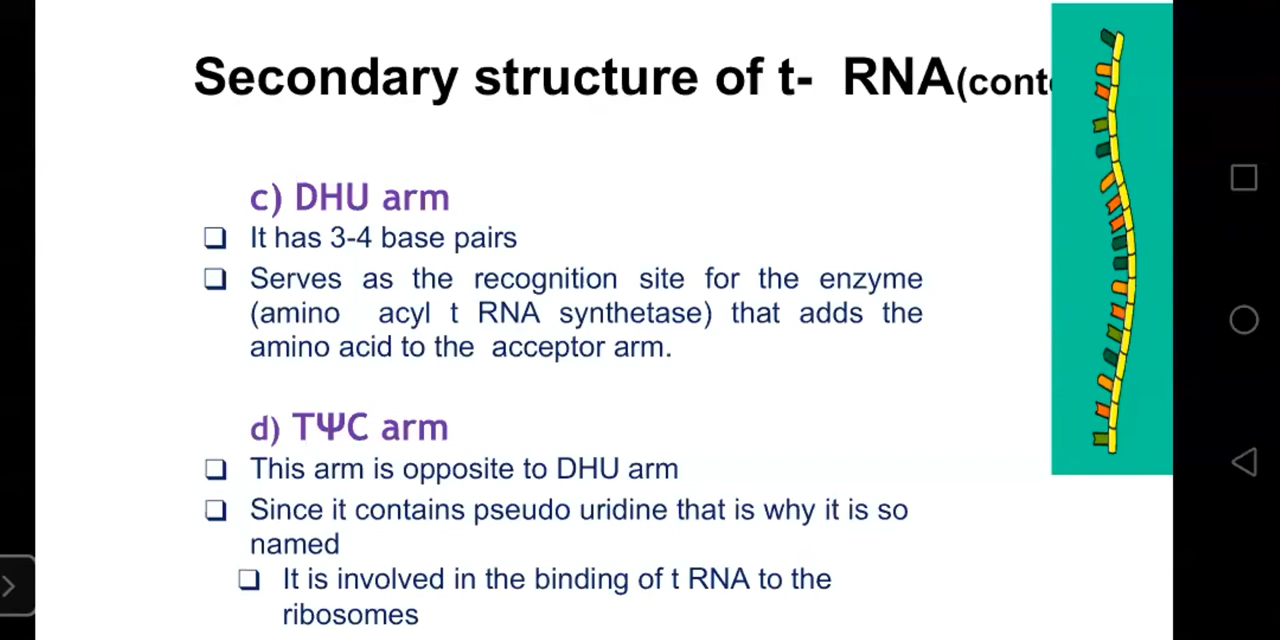 Secondary structure of t- RNA(cont
c) DHU arm
❑ It has 3-4 base pairs
❑ Serves as the recognition site for the enzyme
(amino acyl t RNA synthetase) that adds the
amino acid to the acceptor arm.
d) TΨC arm
❑ This arm is opposite to DHU arm
❑ Since it contains pseudo uridine that is why it is so
named
❑ It is involved in the binding of t RNA to the
ribosomes